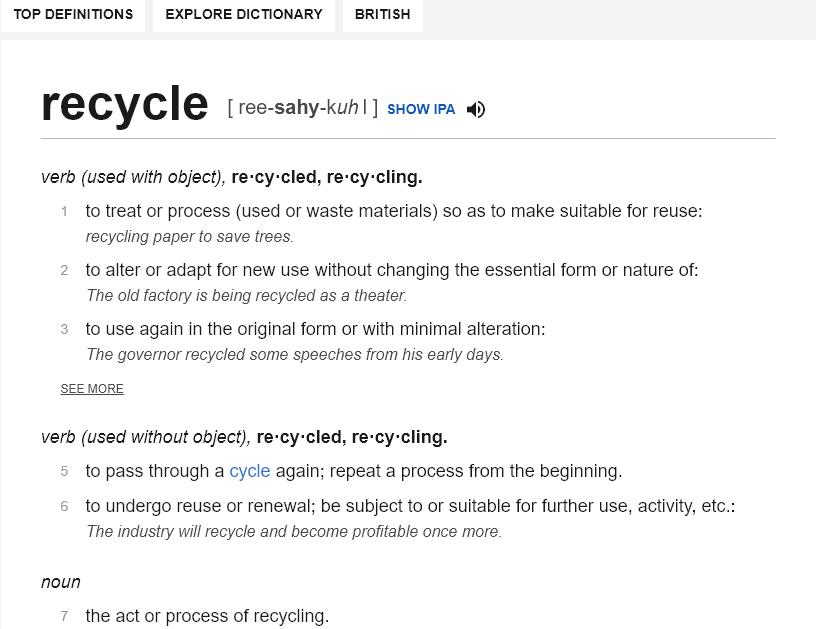 TOP DEFINITIONS EXPLORE DICTIONARY BRITISH
recycle [ ree-sahy-kuhl ] SHOW IPA
verb (used with object), re·cy·cled, re·cy·cling.
1 to treat or process (used or waste materials) so as to make suitable for reuse:
recycling paper to save trees.
2 to alter or adapt for new use without changing the essential form or nature of:
The old factory is being recycled as a theater.
3 to use again in the original form or with minimal alteration:
The governor recycled some speeches from his early days.
SEE MORE
verb (used without object), re·cy·cled, re·cy·cling.
5 to pass through a cycle again; repeat a process from the beginning.
6 to undergo reuse or renewal; be subject to or suitable for further use, activity, etc.:
The industry will recycle and become profitable once more.
noun
7 the act or process of recycling.